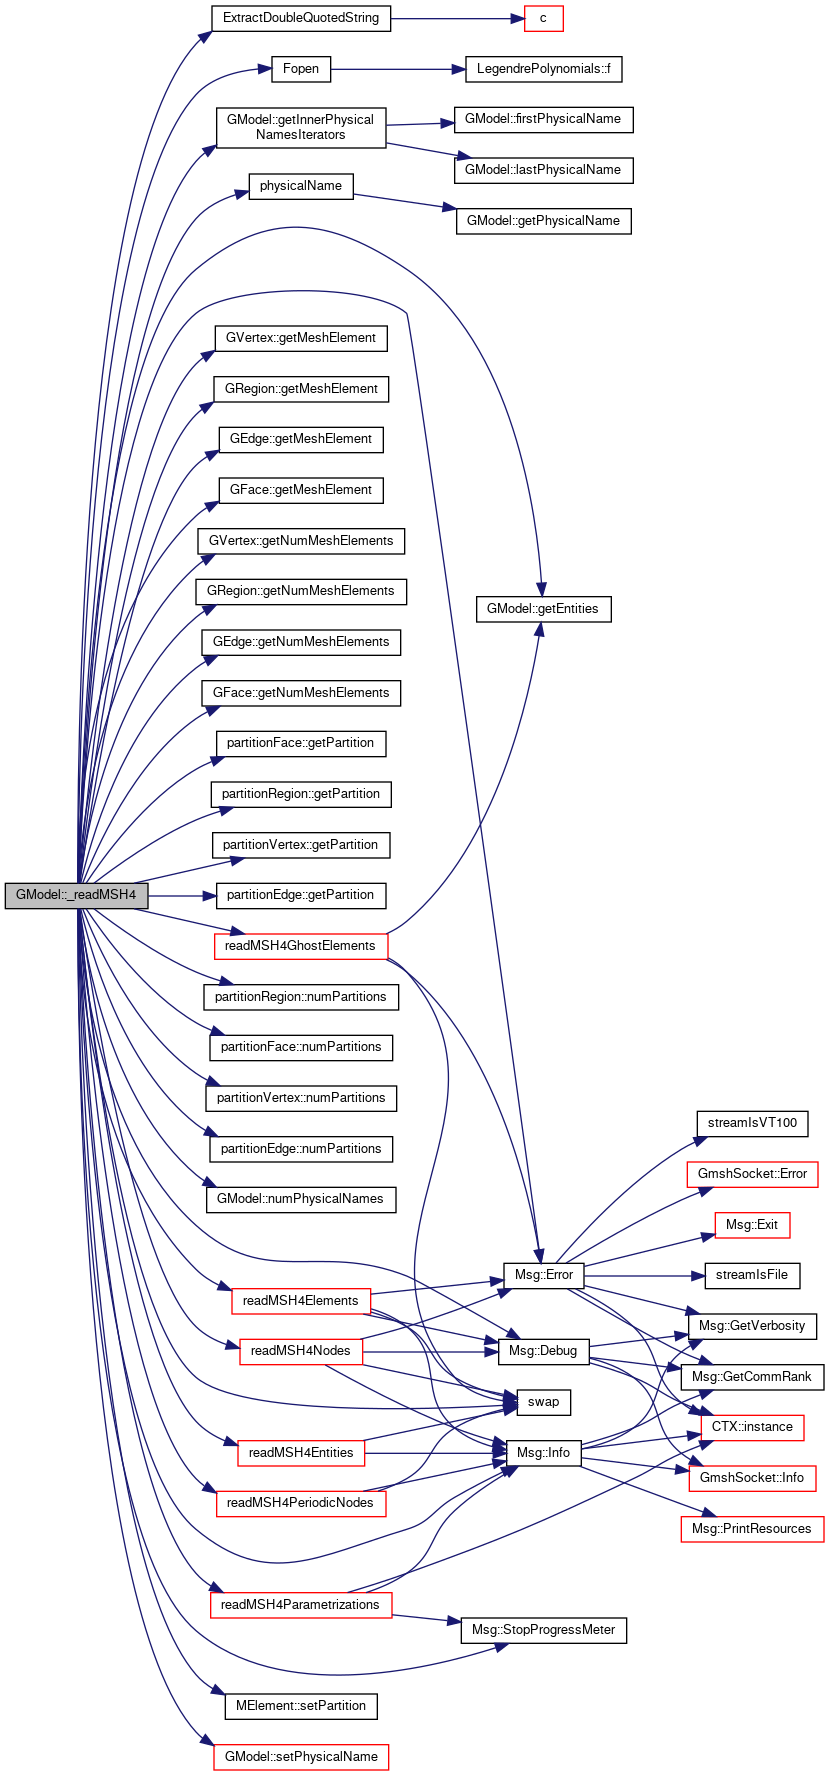 ExtractDoubleQuotedString
c
Fopen
LegendrePolynomials::f
GModel::getInnerPhysical
NamesIterators
GModel::firstPhysicalName
GModel::lastPhysicalName
physicalName
GModel::getPhysicalName
GVertex::getMeshElement
GRegion::getMeshElement
GEdge::getMeshElement
GFace::getMeshElement
GVertex::getNumMeshElements
GRegion::getNumMeshElements
GModel::getEntities
GEdge::getNumMeshElements
GFace::getNumMeshElements
partitionFace::getPartition
partitionRegion::getPartition
partitionVertex::getPartition
GModel::_readMSH4
partitionEdge::getPartition
readMSH4GhostElements
partitionRegion::numPartitions
partitionFace::numPartitions
partitionVertex::numPartitions
streamIsVT100
partitionEdge::numPartitions
GmshSocket::Error
GModel::numPhysicalNames
Msg::Exit
Msg::Error
streamIsFile
readMSH4Elements
Msg::GetVerbosity
readMSH4Nodes
Msg::Debug
Msg::GetCommRank
swap
CTX::instance
readMSH4Entities
Msg::Info
GmshSocket::Info
readMSH4PeriodicNodes
Msg::PrintResources
readMSH4Parametrizations
Msg::StopProgressMeter
MElement::setPartition
GModel::setPhysicalName